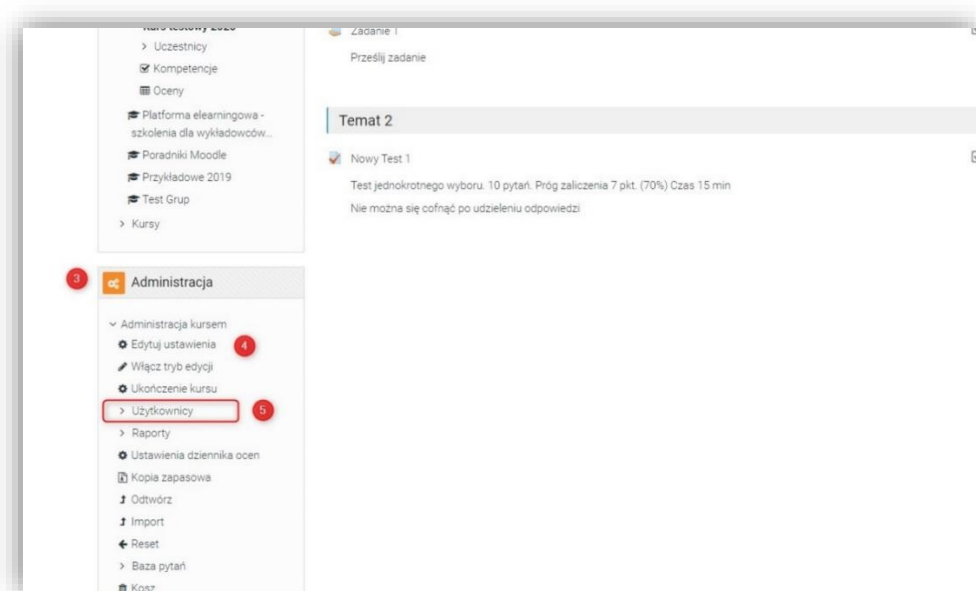 Kurs testowy 2020
Uczestnicy
Kompetencje
Oceny
Platforma elearningowa -
szkolenia dla wykładowców...
Poradniki Moodle
Przykładowe 2019
Test Grup
Kursy
Zadanie 1
Prześlij zadanie
Temat 2
Nowy Test 1
Test jednokrotnego wyboru. 10 pytań. Próg zaliczenia 7 pkt. (70%) Czas 15 min
Nie można się cofnąć po udzieleniu odpowiedzi
3
Administracja
Administracja kursem
Edytuj ustawienia
4
Włącz tryb edycji
Ukończenie kursu
Użytkownicy
5
Raporty
Ustawienia dziennika ocen
Kopia zapasowa
Odtwórz
Import
Reset
Baza pytań
Kosz